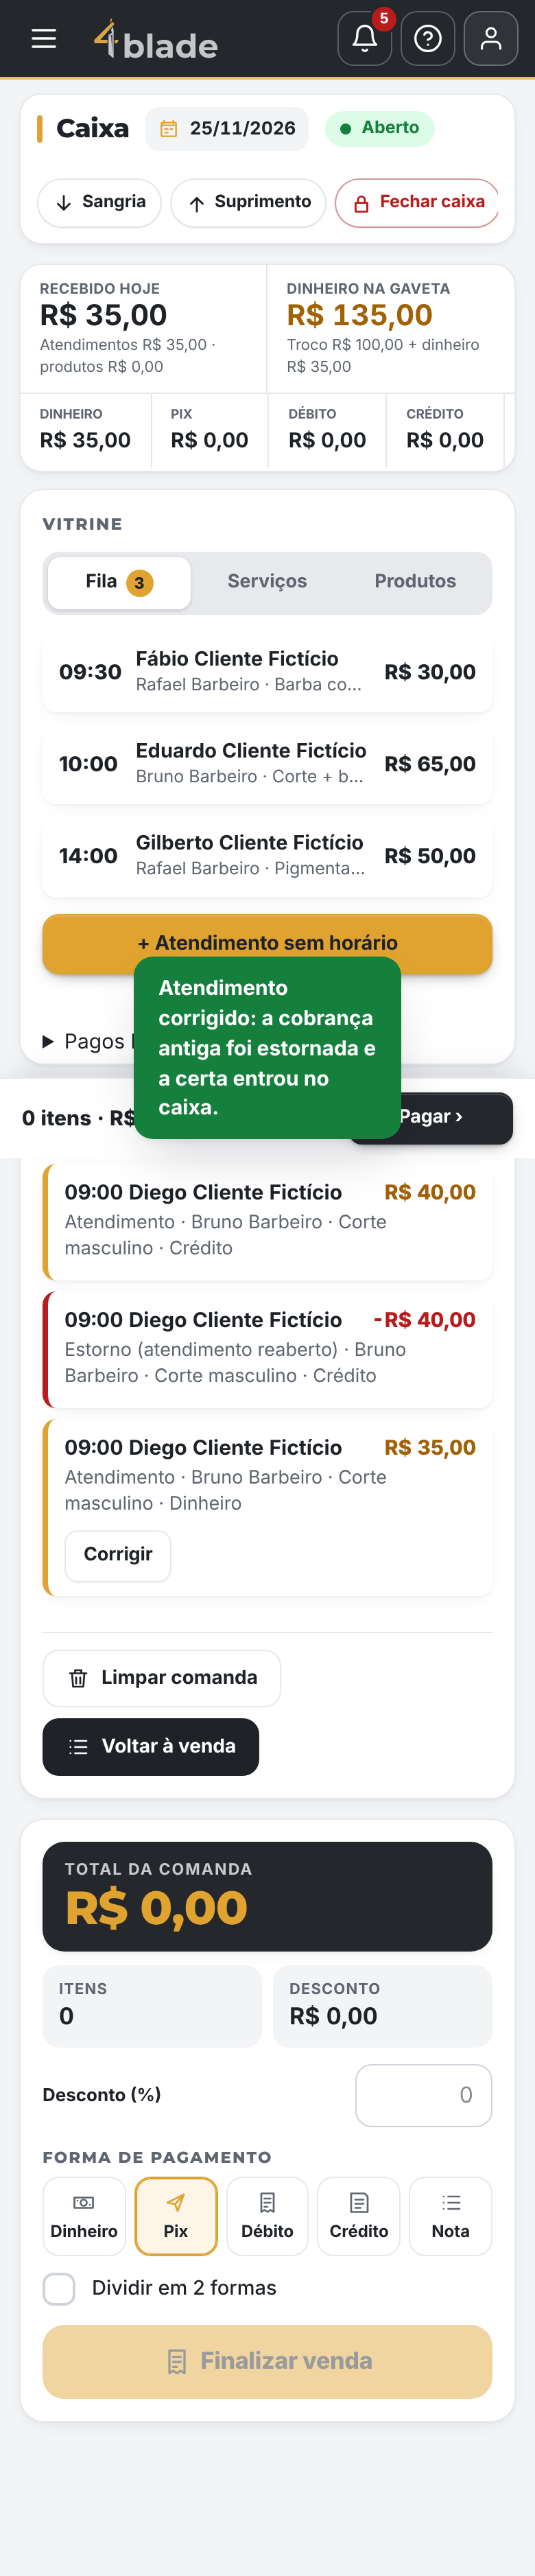 4blade
5
Caixa
25/11/2026
Aberto
Sangria
Suprimento
Fechar caixa
RECEBIDO HOJE
R$ 35,00
Atendimentos R$ 35,00 ·
produtos R$ 0,00
DINHEIRO NA GAVETA
R$ 135,00
Troco R$ 100,00 + dinheiro
R$ 35,00
DINHEIRO
R$ 35,00
PIX
R$ 0,00
DÉBITO
R$ 0,00
CRÉDITO
R$ 0,00
VITRINE
Fila 3
Serviços
Produtos
09:30
Fábio Cliente Fictício
Rafael Barbeiro · Barba co...
R$ 30,00
10:00
Eduardo Cliente Fictício
Bruno Barbeiro · Corte + b...
R$ 65,00
14:00
Gilberto Cliente Fictício
Rafael Barbeiro · Pigmenta...
R$ 50,00
+ Atendimento sem horário
Atendimento
corrigido: a cobrança
antiga foi estornada e
a certa entrou no
caixa.
Pagos
0 itens · R$
Pagar ›
09:00 Diego Cliente Fictício
R$ 40,00
Atendimento · Bruno Barbeiro · Corte
masculino · Crédito
09:00 Diego Cliente Fictício
-R$ 40,00
Estorno (atendimento reaberto) · Bruno
Barbeiro · Corte masculino · Crédito
09:00 Diego Cliente Fictício
R$ 35,00
Atendimento · Bruno Barbeiro · Corte
masculino · Dinheiro
Corrigir
Limpar comanda
Voltar à venda
TOTAL DA COMANDA
R$ 0,00
ITENS
0
DESCONTO
R$ 0,00
Desconto (%)
0
FORMA DE PAGAMENTO
Dinheiro
Pix
Débito
Crédito
Nota
Dividir em 2 formas
Finalizar venda